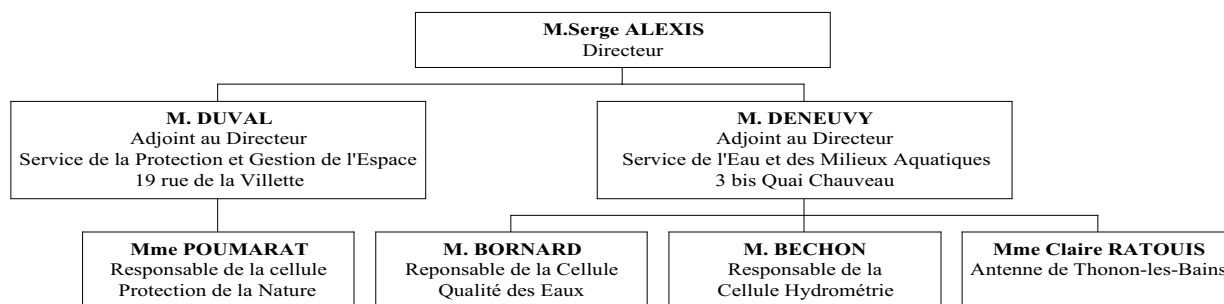 M.Serge ALEXIS
Directeur
M. DUVAL
Adjoint au Directeur
Service de la Protection et Gestion de l'Espace
19 rue de la Villette
M. DENEUVY
Adjoint au Directeur
Service de l'Eau et des Milieux Aquatiques
3 bis Quai Chauveau
Mme POUMARAT
Responsable de la cellule
Protection de la Nature
M. BORNARD
Reponsable de la Cellule
Qualité des Eaux
M. BECHON
Responsable de la
Cellule Hydrométrie
Mme Claire RATOUIS
Antenne de Thonon-les-Bains